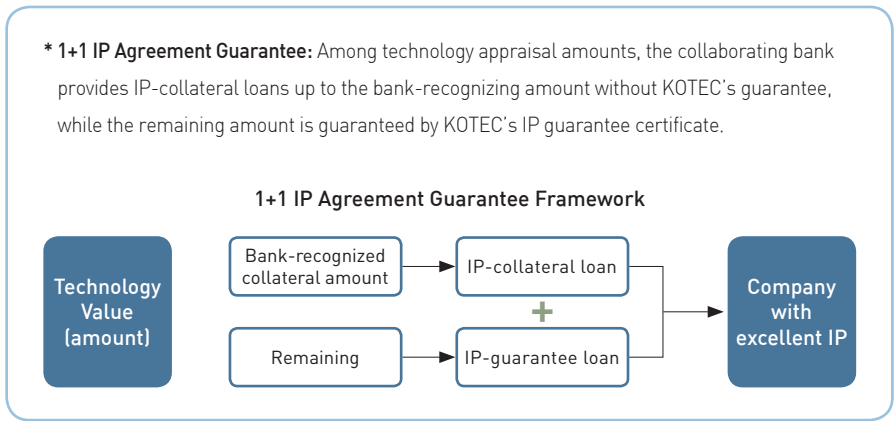 * 1+1 IP Agreement Guarantee: Among technology appraisal amounts, the collaborating bank
provides IP-collateral loans up to the bank-recognizing amount without KOTEC’s guarantee,
while the remaining amount is guaranteed by KOTEC’s IP guarantee certificate.
1+1 IP Agreement Guarantee Framework
Technology
Value
(amount)
Bank-recognized
collateral amount
IP-collateral loan
+
Remaining
IP-guarantee loan
Company
with
excellent IP